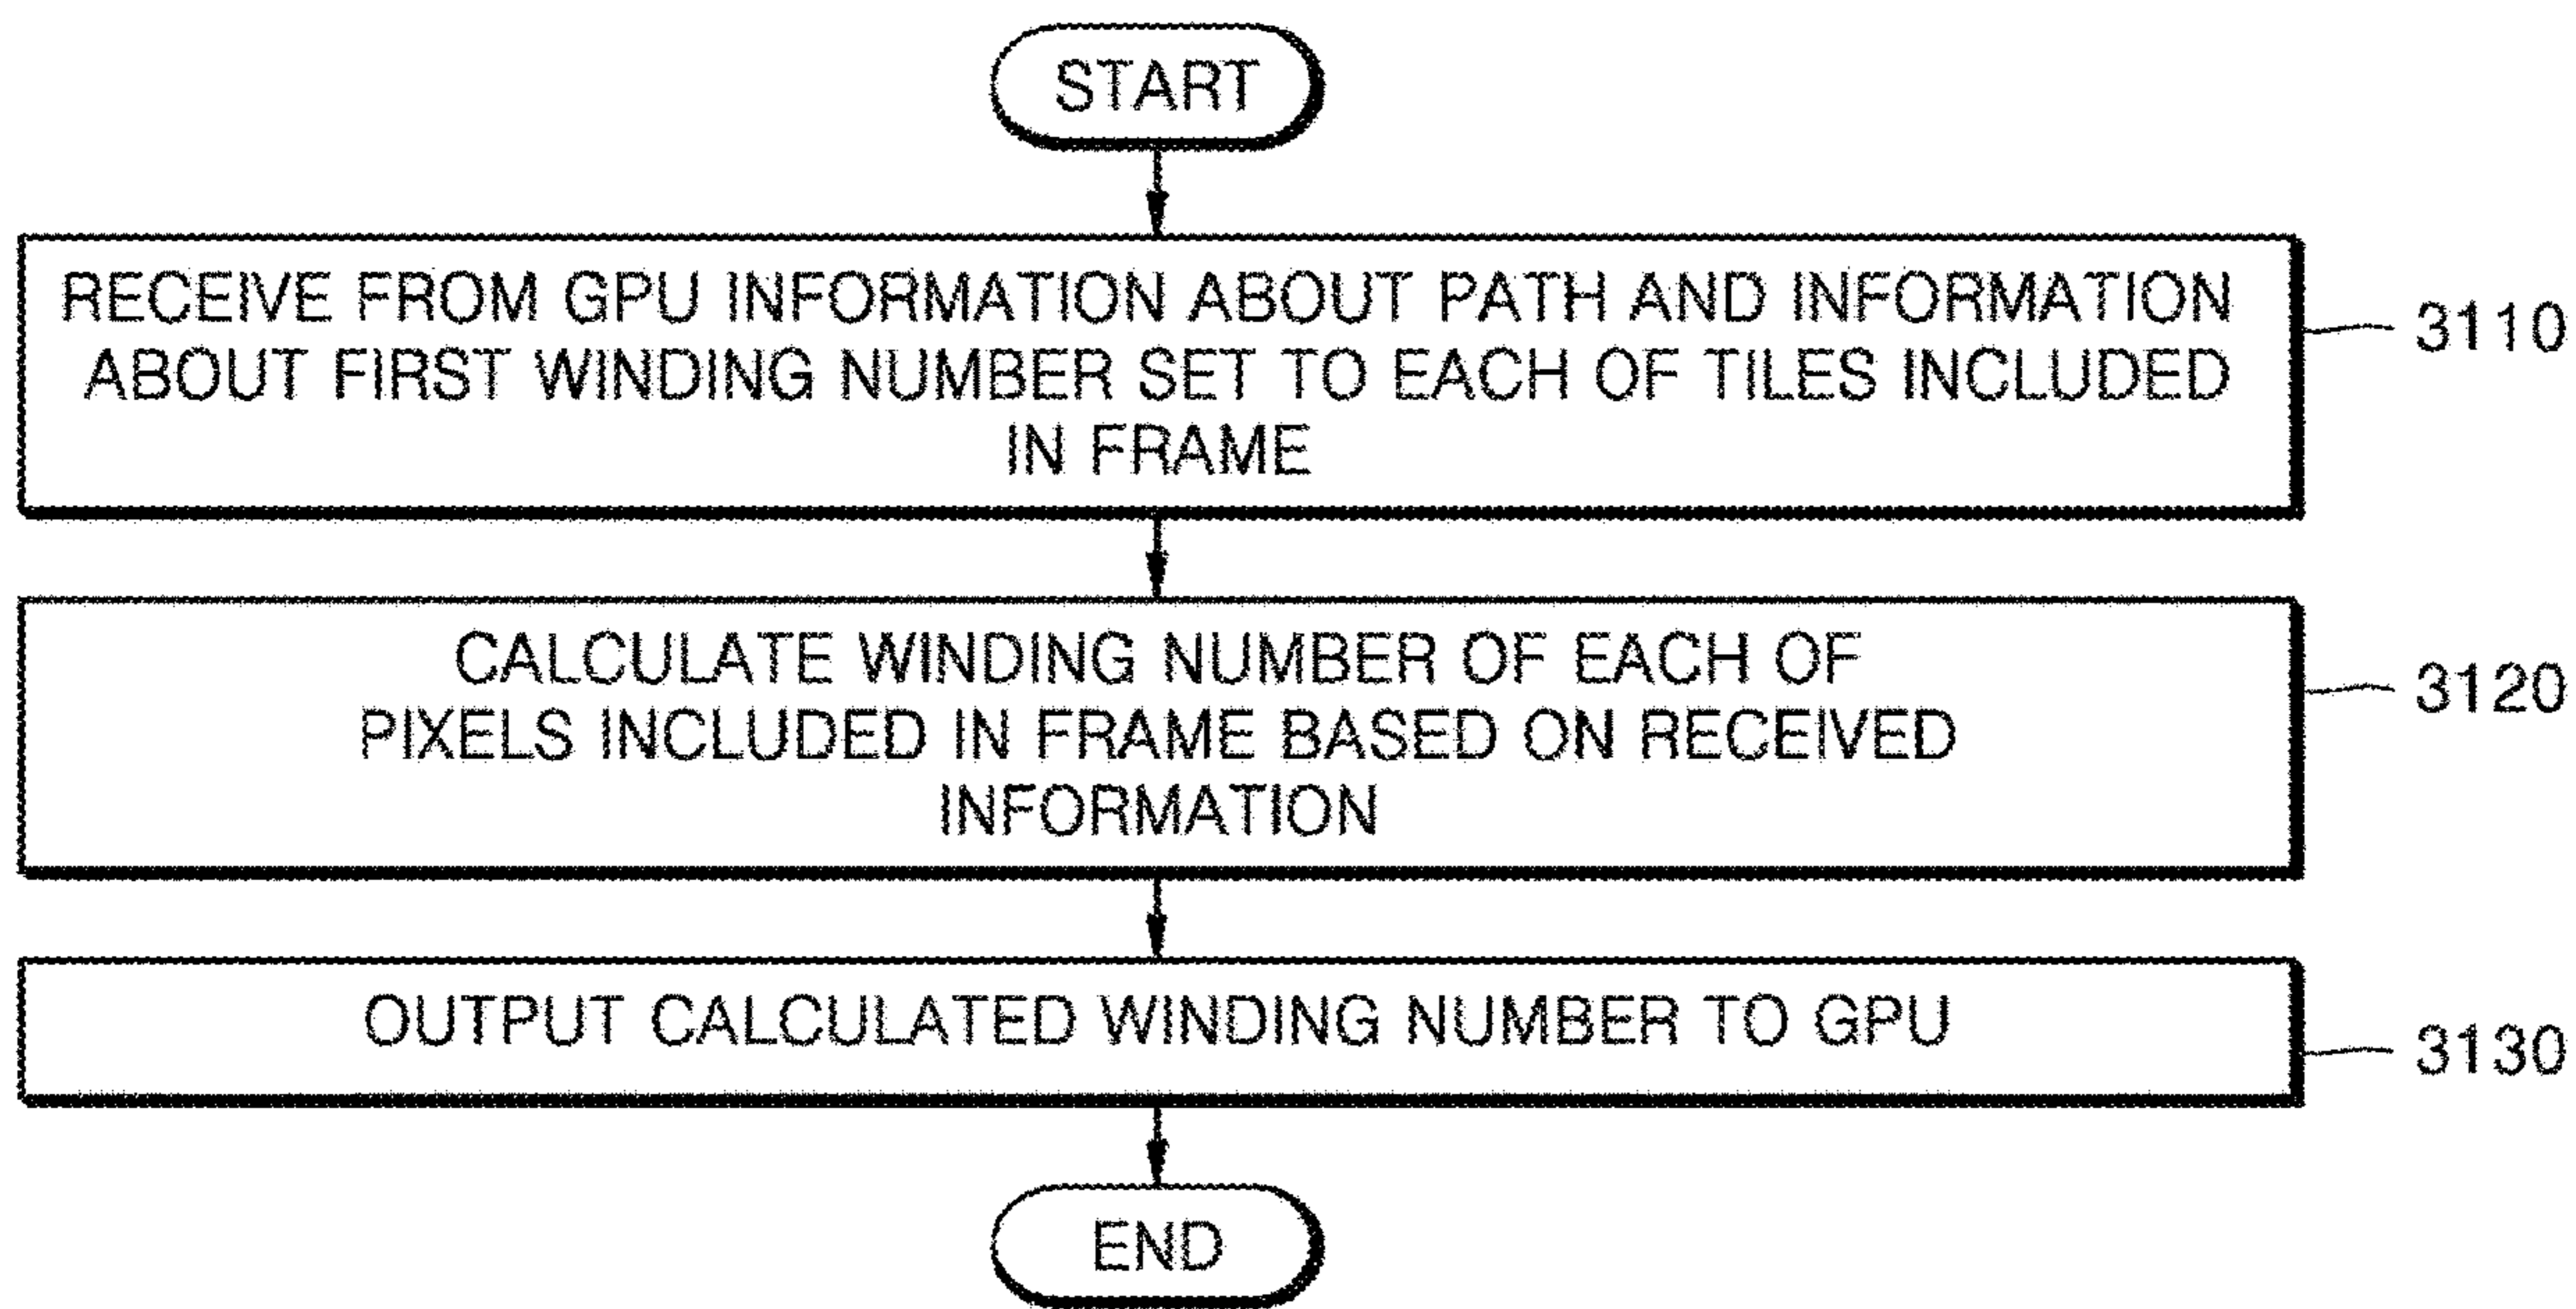 START
RECEIVE FROM GPU INFORMATION ABOUT PATH AND INFORMATION
ABOUT FIRST WINDING NUMBER SET TO EACH OF TILES INCLUDED
IN FRAME
3110
CALCULATE WINDING NUMBER OF EACH OF
PIXELS INCLUDED IN FRAME BASED ON RECEIVED
INFORMATION
3120
OUTPUT CALCULATED WINDING NUMBER TO GPU
3130
END